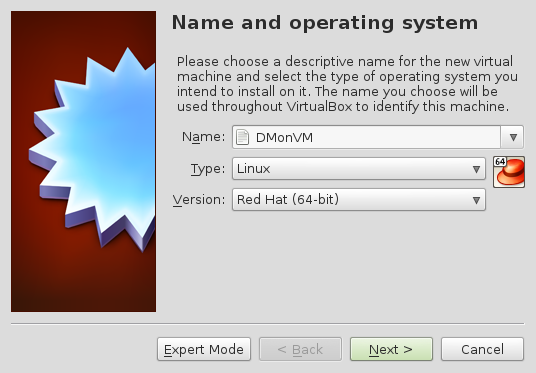 Name and operating system
Please choose a descriptive name for the new virtual
machine and select the type of operating system you
intend to install on it. The name you choose will be
used throughout VirtualBox to identify this machine.
Name: DMonVM
Type: Linux
64
Version: Red Hat (64-bit)
Expert Mode < Back Next > Cancel